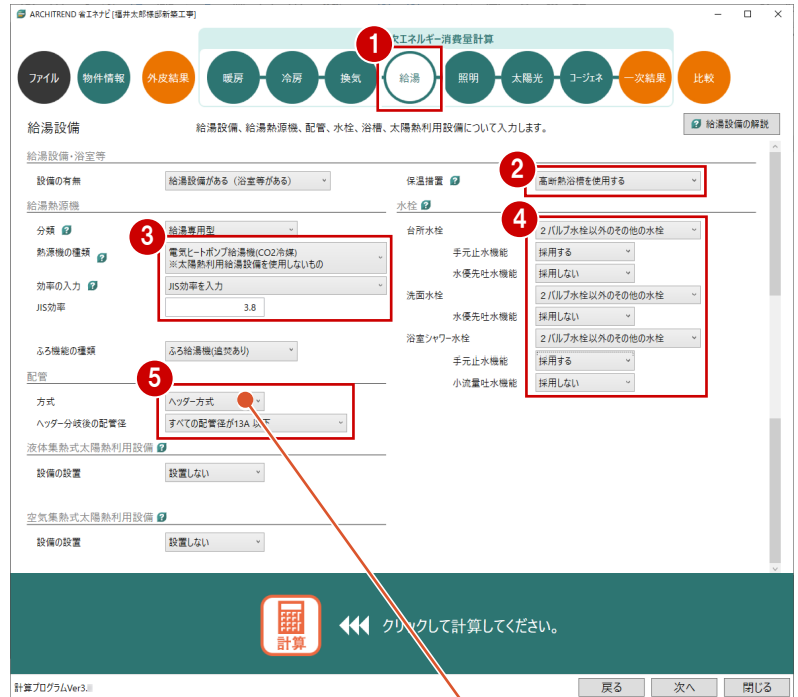 ARCHITREND 省エネナビ [福井太郎様邸新築工事]
次エネルギー消費量計算
1
ファイル 物件情報 外皮結果 暖房 冷房 換気 給湯 照明 太陽光 コージェネ 一次結果 比較
給湯設備 給湯設備、給湯熱源機、配管、水栓、浴槽、太陽熱利用設備について入力します。 給湯設備の解説
給湯設備・浴室等
設備の有無 給湯設備がある（浴室等がある） 保温措置 2 高断熱浴槽を使用する
給湯熱源機 水栓
分類 3 給湯専用型 台所水栓 4 2バルブ水栓以外のその他の水栓
熱源機の種類 電気ヒートポンプ給湯機(CO2冷媒) 手元止水機能 採用する
※太陽熱利用給湯設備を使用しないもの 水優先吐水機能 採用しない
効率の入力 JIS効率を入力 洗面水栓 2バルブ水栓以外のその他の水栓
JIS効率 3.8 水優先吐水機能 採用しない
浴室シャワー水栓 2バルブ水栓以外のその他の水栓
ふろ機能の種類 ふろ給湯機(追焚あり) 手元止水機能 採用する
配管 5 小流量吐水機能 採用しない
方式 ヘッダー方式
ヘッダー分岐後の配管径 すべての配管径が13A 以下
液体集熱式太陽熱利用設備
設備の設置 設置しない
空気集熱式太陽熱利用設備
設備の設置 設置しない
計算 クリックして計算してください。
計算プログラムVer3. 戻る 次へ 閉じる